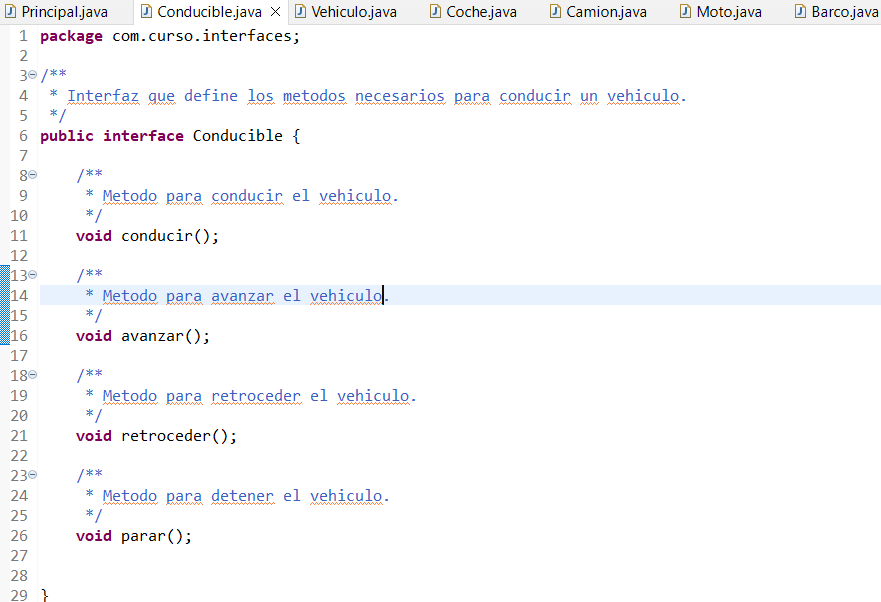 Principal.java Conducible.java Vehiculo.java Coche.java Camion.java Moto.java Barco.java
1 package com.curso.interfaces;
2
3 /**
4 * Interfaz que define los metodos necesarios para conducir un vehiculo.
5 */
6 public interface Conducible {
7
8 /**
9 * Metodo para conducir el vehiculo.
10 */
11 void conducir();
12
13 /**
14 * Metodo para avanzar el vehiculo.
15 */
16 void avanzar();
17
18 /**
19 * Metodo para retroceder el vehiculo.
20 */
21 void retroceder();
22
23 /**
24 * Metodo para detener el vehiculo.
25 */
26 void parar();
27
28
29 }